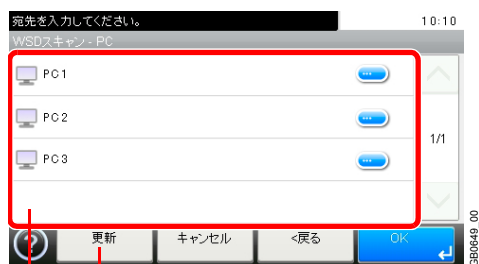 宛先を入力してください。 10:10
WSDスキャン - PC
PC1
PC2
PC3
1/1
更新 キャンセル <戻る OK
GB0649_00